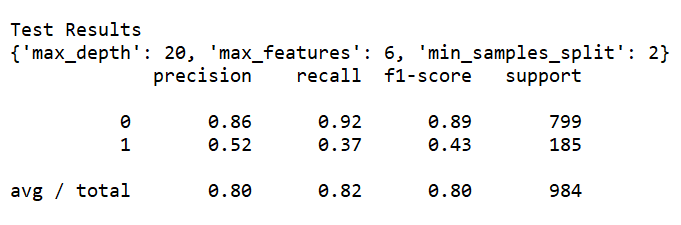 Test Results
{'max_depth': 20, 'max_features': 6, 'min_samples_split': 2}
precision recall f1-score support
0 0.86 0.92 0.89 799
1 0.52 0.37 0.43 185
avg / total 0.80 0.82 0.80 984